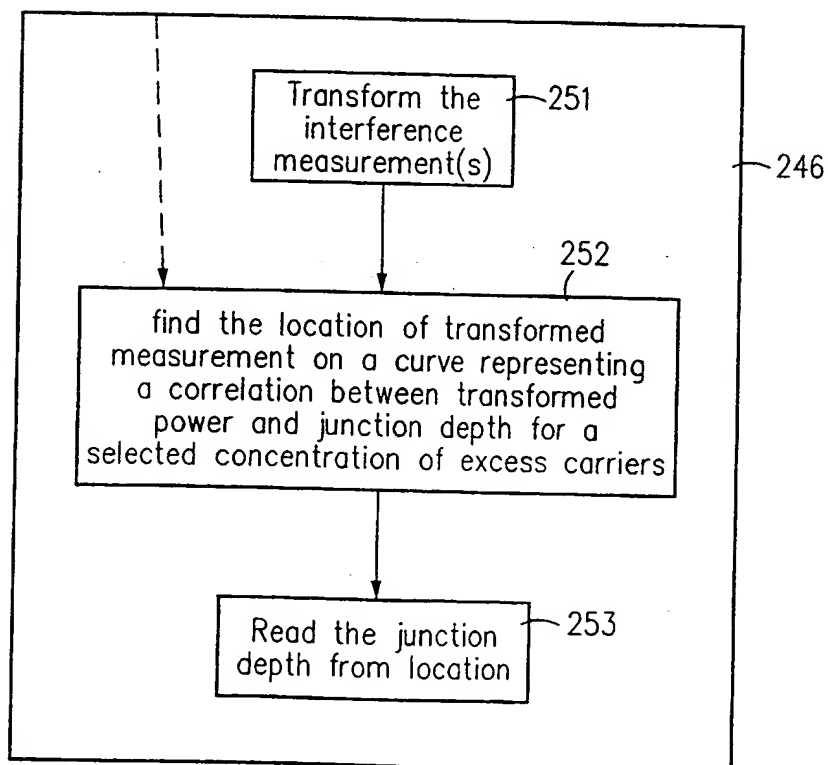 Transform the
interference
measurement(s)
251
246
252
find the location of transformed
measurement on a curve representing
a correlation between transformed
power and junction depth for a
selected concentration of excess carriers
Read the junction
depth from location
253